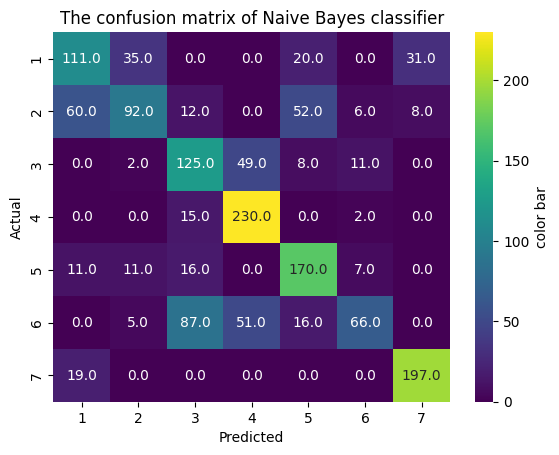 The confusion matrix of Naive Bayes classifier
1 111.0 35.0 0.0 0.0 20.0 0.0 31.0
2 60.0 92.0 12.0 0.0 52.0 6.0 8.0
3 0.0 2.0 125.0 49.0 8.0 11.0 0.0
4 0.0 0.0 15.0 230.0 0.0 2.0 0.0
5 11.0 11.0 16.0 0.0 170.0 7.0 0.0
6 0.0 5.0 87.0 51.0 16.0 66.0 0.0
7 19.0 0.0 0.0 0.0 0.0 0.0 197.0
1 2 3 4 5 6 7
Predicted
Actual
200
150
100
50
0
color bar